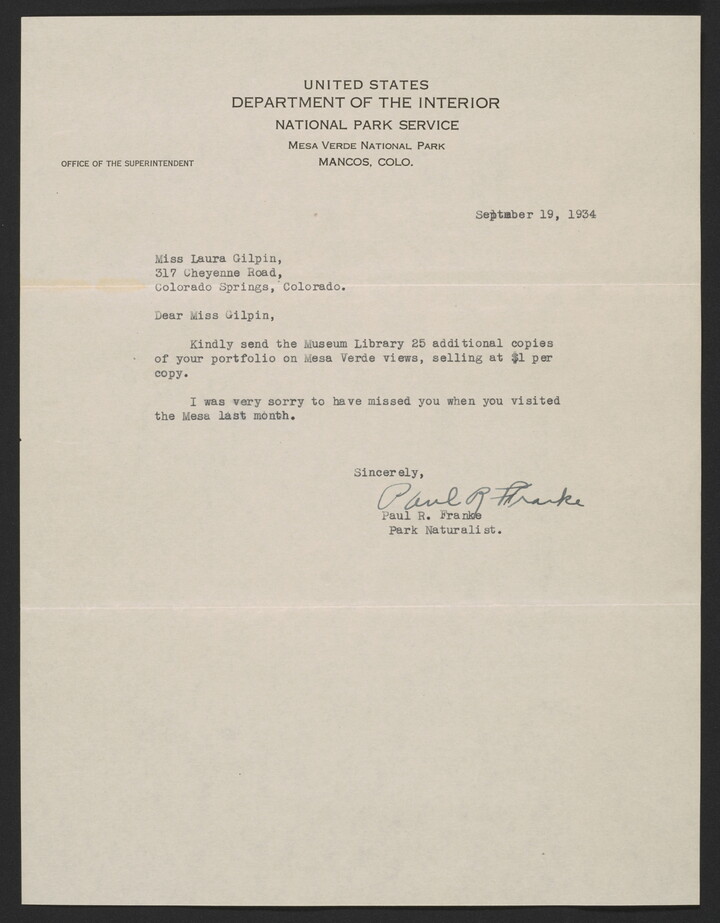 UNITED STATES
DEPARTMENT OF THE INTERIOR
NATIONAL PARK SERVICE
MESA VERDE NATIONAL PARK
OFFICE OF THE SUPERINTENDENT
MANCOS, COLO.
September 19, 1934
Miss Laura Gilpin,
317 Cheyenne Road,
Colorado Springs, Colorado.
Dear Miss Gilpin,
Kindly send the Museum Library 25 additional copies
of your portfolio on Mesa Verde views, selling at $1 per
copy.
I was very sorry to have missed you when you visited
the Mesa last month.
Sincerely,
Paul R Franke
Paul R. Franke
Park Naturalist.